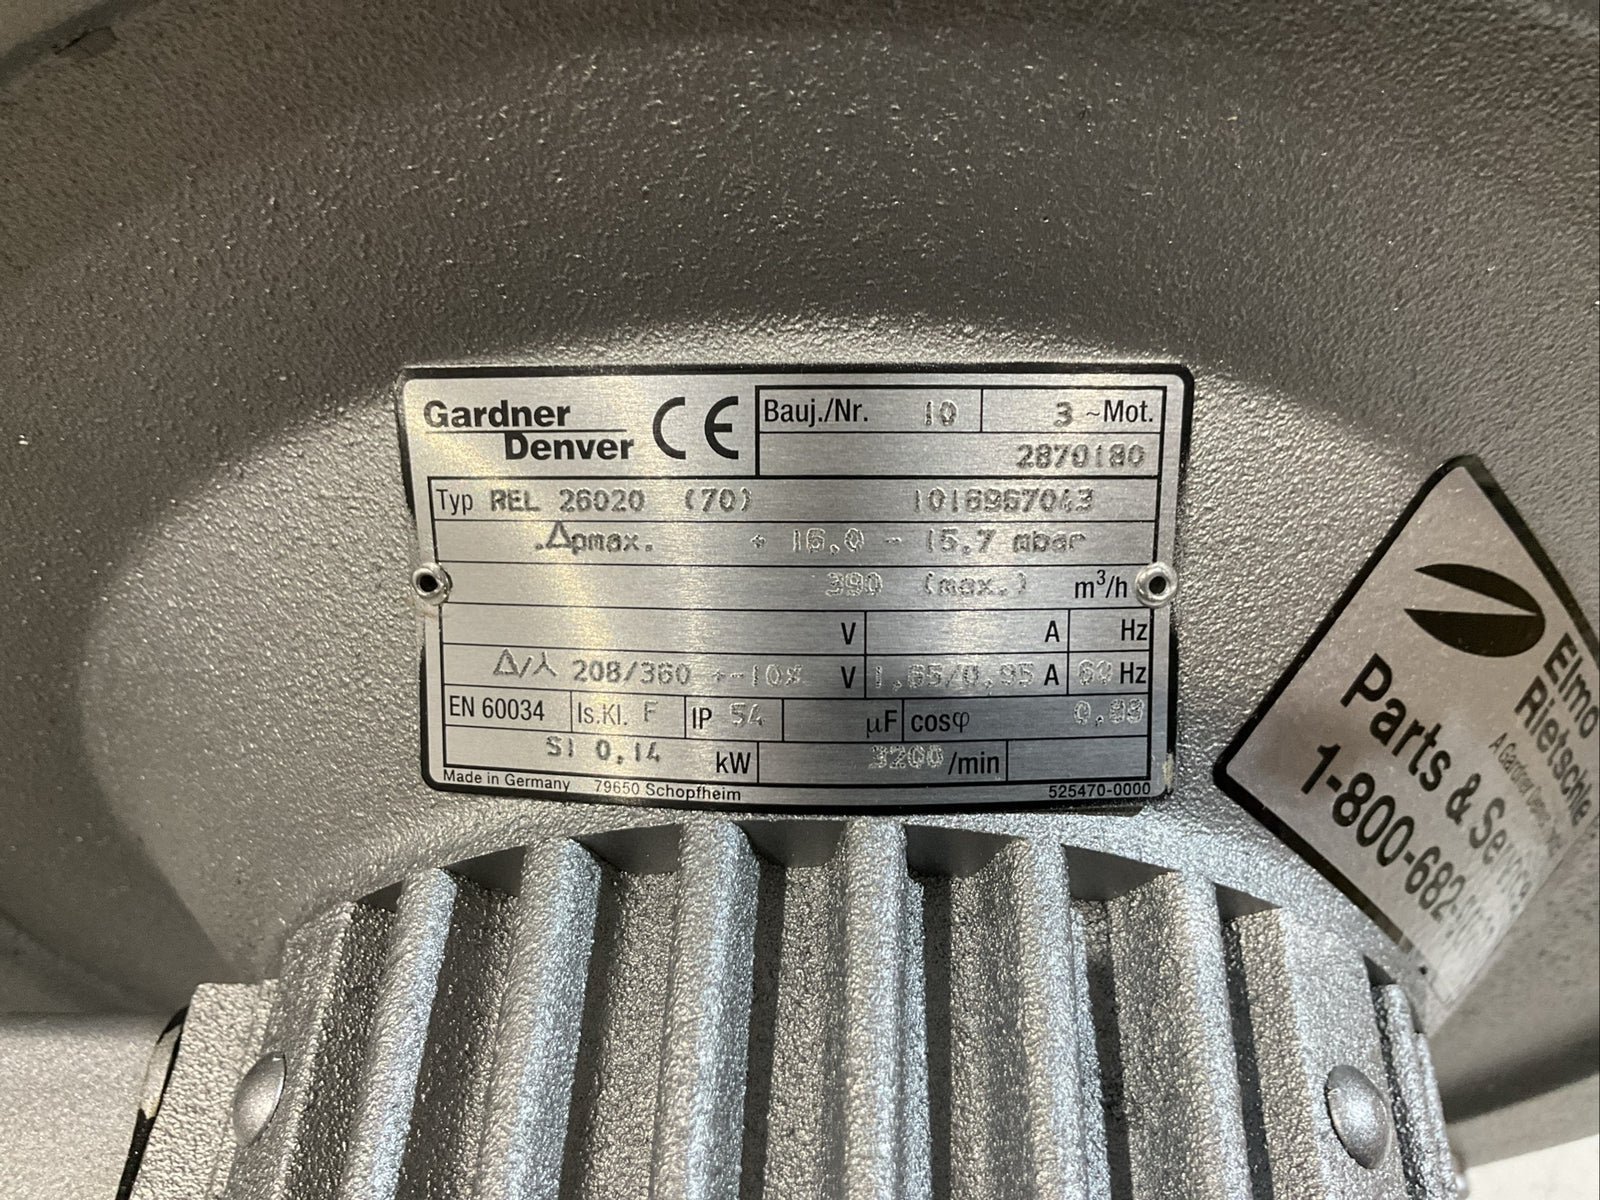 Gardner
Denver
CE
Bauj./Nr. 10 3 ~Mot.
2870180
Typ REL 26020 (70) 1016967043
.Δpmax. + 16,0 - 15,7 mbar
390 (max.) m³/h
V A Hz
Δ/⅄ 208/360 +-10% V 1,65/0,95 A 60 Hz
EN 60034 Is.Kl. F IP 54 µF cosφ
S1 0,14 kW 3200 /min
Made in Germany 79650 Schopfheim 525470-0000
Elmo
Rietschle
A Gardner Denver
Parts & Service
1-800-682-